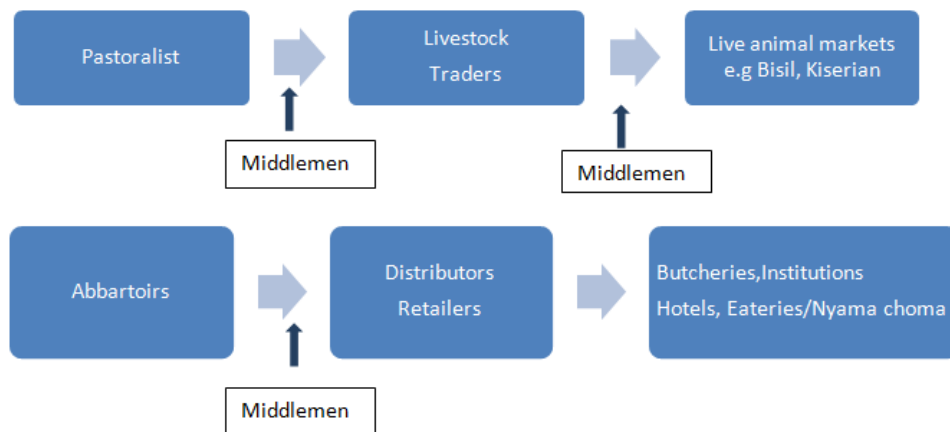 Pastoralist
Livestock
Traders
Live animal markets
e.g Bisil, Kiserian
Middlemen
Middlemen
Abbartoirs
Distributors
Retailers
Butcheries,Institutions
Hotels, Eateries/Nyama choma
Middlemen